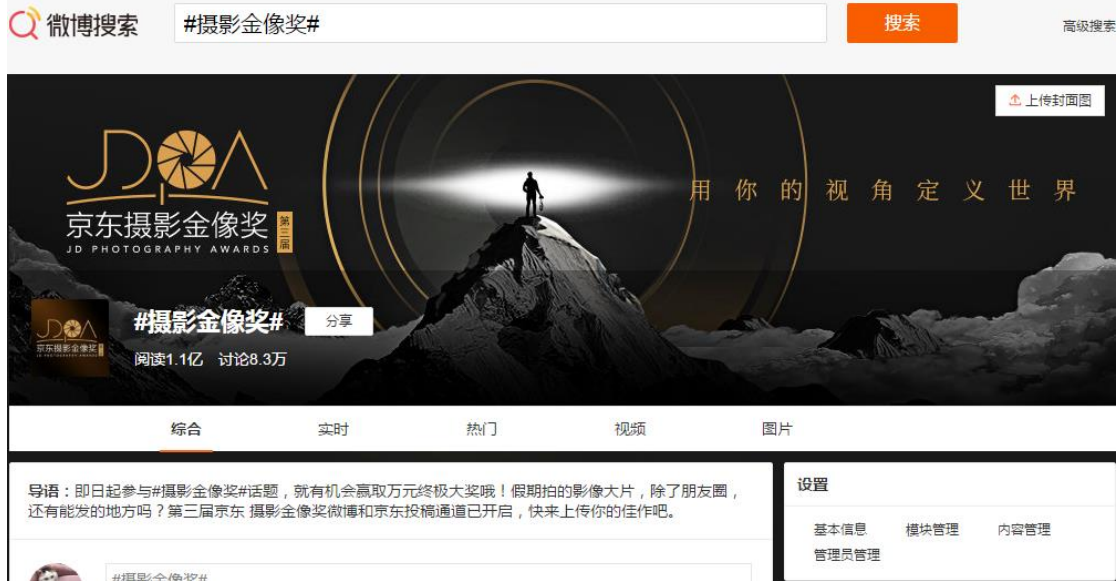 微博搜索
#摄影金像奖#
搜索
高级搜索
上传封面图
JDPA
用你的视角定义世界
京东摄影金像奖 第三届
JD PHOTOGRAPHY AWARDS
#摄影金像奖#
分享
JDPA
京东摄影金像奖
阅读1.1亿 讨论8.3万
综合 实时 热门 视频 图片
导语：即日起参与#摄影金像奖#话题，就有机会赢取万元终极大奖哦！假期拍的影像大片，除了朋友圈，
还有能发的地方吗？第三届京东 摄影金像奖微博和京东投稿通道已开启，快来上传你的佳作吧。
设置
基本信息 模块管理 内容管理
管理员管理
#摄影金像奖#